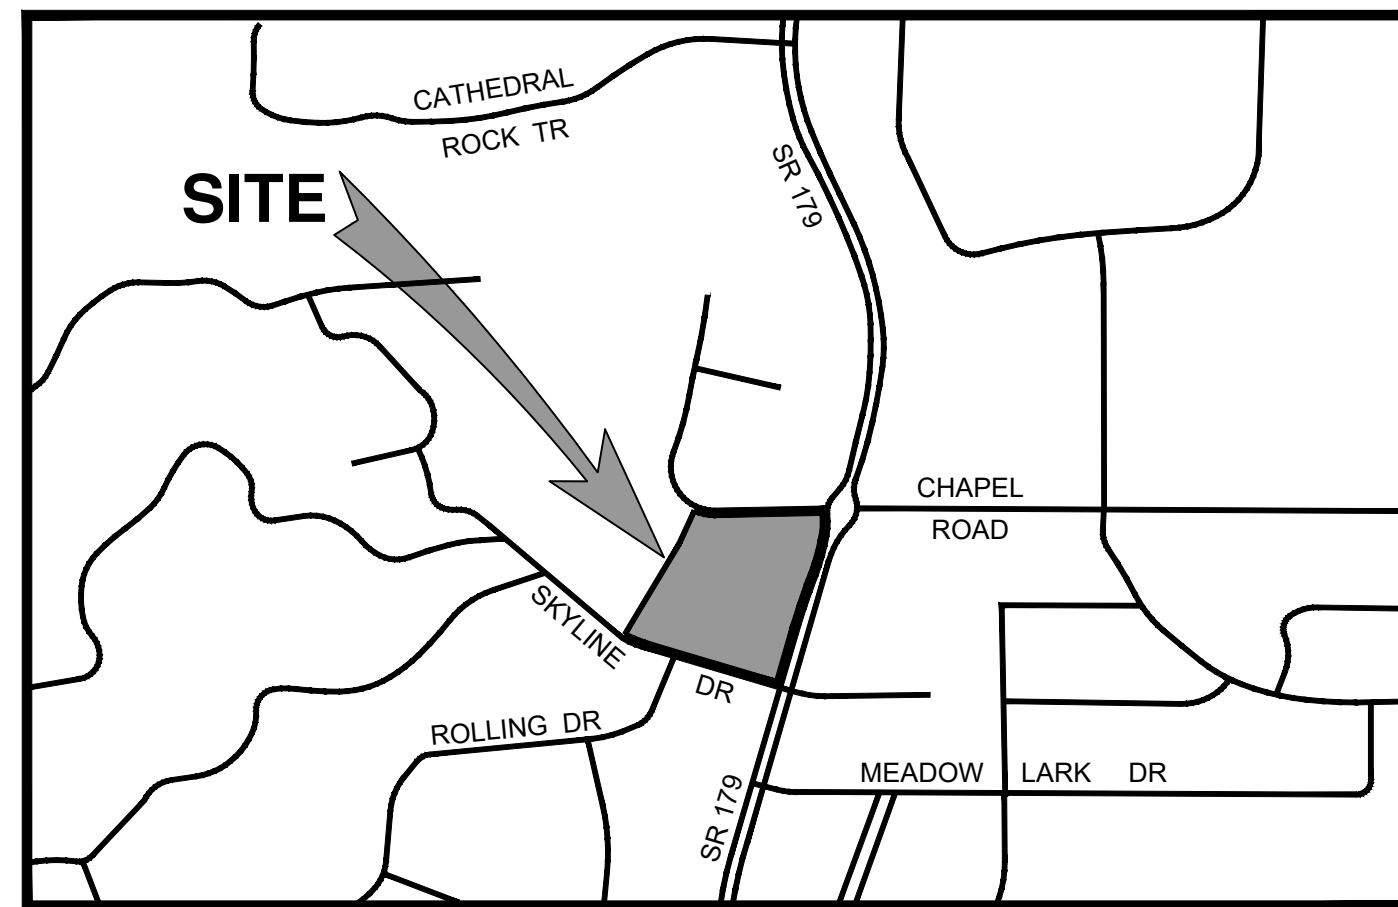 CATHEDRAL
ROCK TR
SITE
SR 179
CHAPEL
ROAD
SKYLINE
DR
ROLLING DR
MEADOW LARK DR
SR 179